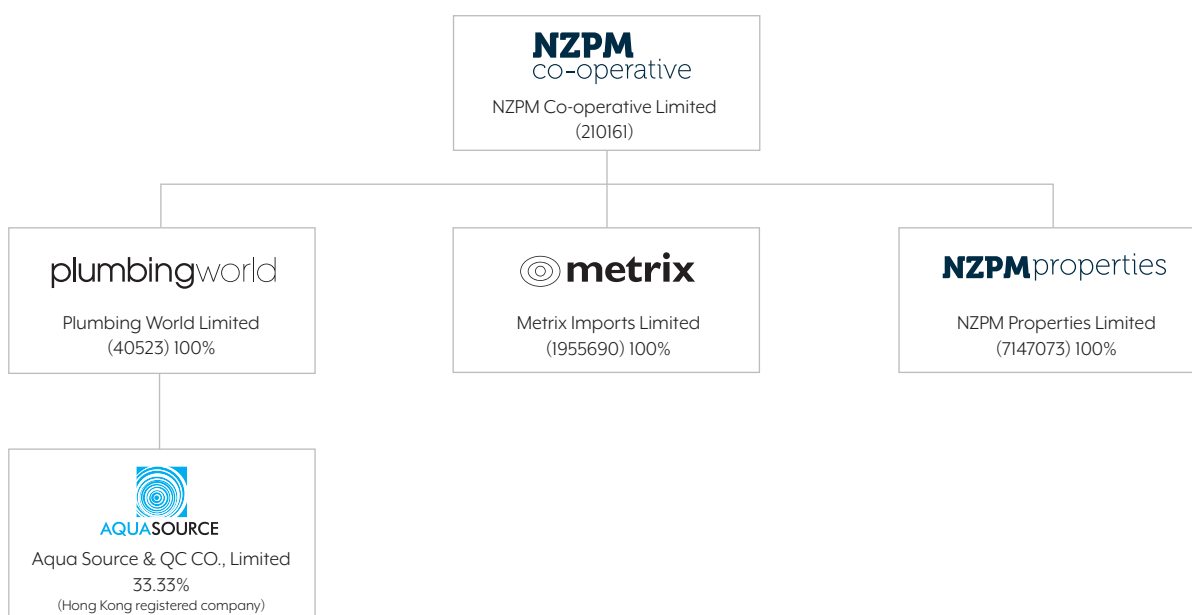 NZPM
co-operative
NZPM Co-operative Limited
(210161)
plumbingworld
Plumbing World Limited
(40523) 100%
metrix
Metrix Imports Limited
(1955690) 100%
NZPMproperties
NZPM Properties Limited
(7147073) 100%
AQUASOURCE
Aqua Source & QC CO., Limited
33.33%
(Hong Kong registered company)